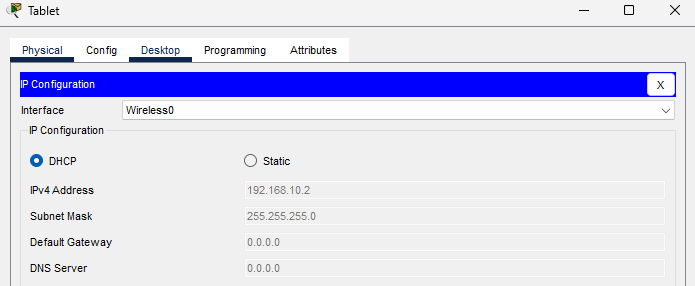 Tablet
Physical Config Desktop Programming Attributes
IP Configuration X
Interface Wireless0
IP Configuration
DHCP Static
IPv4 Address 192.168.10.2
Subnet Mask 255.255.255.0
Default Gateway 0.0.0.0
DNS Server 0.0.0.0